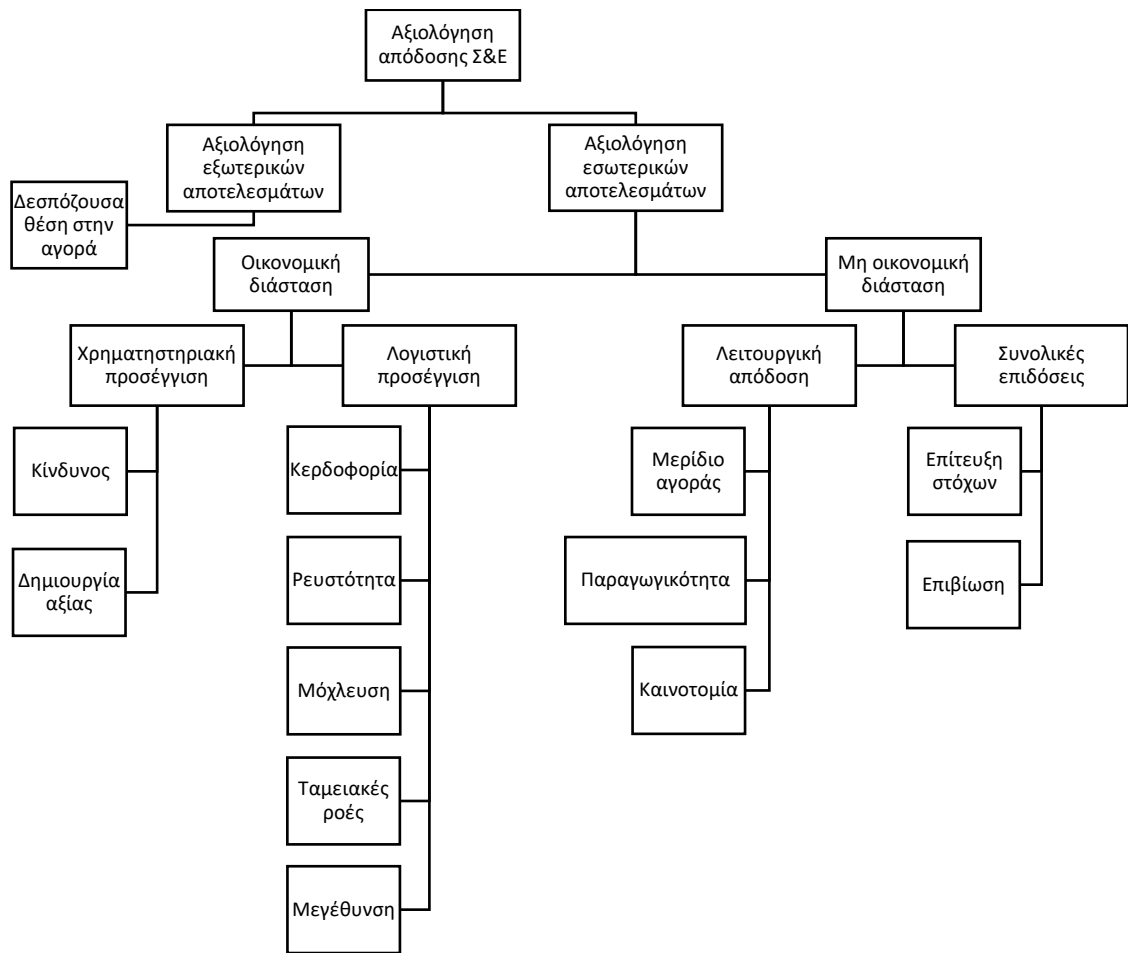 Αξιολόγηση
απόδοσης Σ&Ε
Αξιολόγηση
εξωτερικών
αποτελεσμάτων
Αξιολόγηση
εσωτερικών
αποτελεσμάτων
Δεσπόζουσα
θέση στην
αγορά
Οικονομική
διάσταση
Μη οικονομική
διάσταση
Χρηματηστηριακή
προσέγγιση
Λογιστική
προσέγγιση
Λειτουργική
απόδοση
Συνολικές
επιδόσεις
Κίνδυνος
Δημιουργία
αξίας
Κερδοφορία
Ρευστότητα
Μόχλευση
Ταμειακές
ροές
Μεγέθυνση
Μερίδιο
αγοράς
Παραγωγικότητα
Καινοτομία
Επίτευξη
στόχων
Επιβίωση